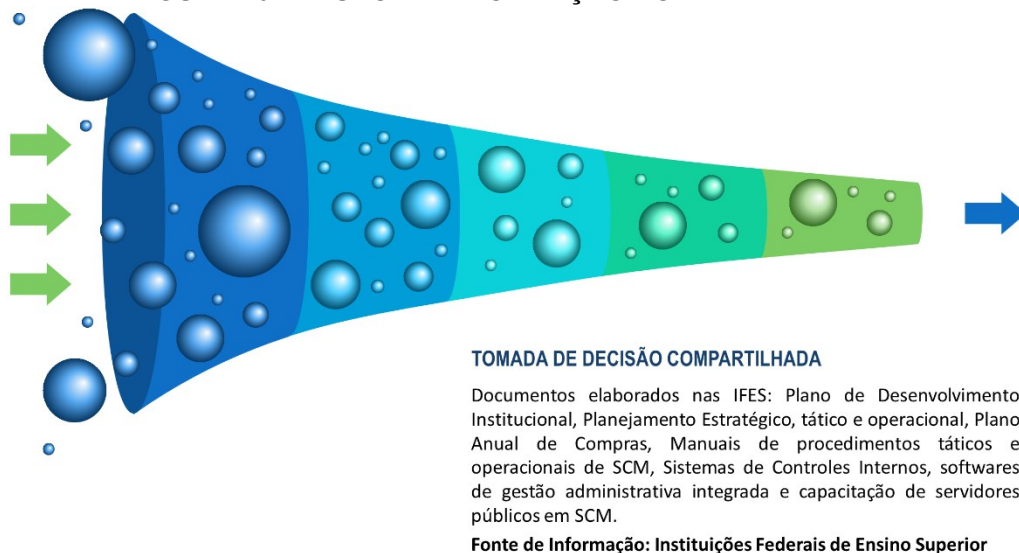 TOMADA DE DECISÃO COMPARTILHADA
Documentos elaborados nas IFES: Plano de Desenvolvimento
Institucional, Planejamento Estratégico, tático e operacional, Plano
Anual de Compras, Manuais de procedimentos táticos e
operacionais de SCM, Sistemas de Controles Internos, softwares
de gestão administrativa integrada e capacitação de servidores
públicos em SCM.
Fonte de Informação: Instituições Federais de Ensino Superior